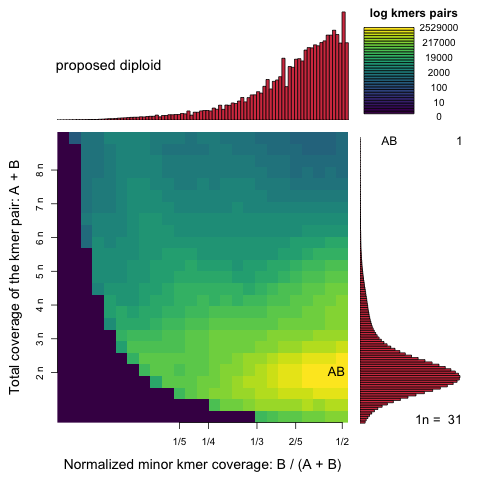 log kmers pairs
2529000
217000
19000
2000
100
10
0
proposed diploid
AB 1
Total coverage of the kmer pair: A + B
8 n
7 n
6 n
5 n
4 n
3 n
2 n
AB
1n = 31
1/5 1/4 1/3 2/5 1/2
Normalized minor kmer coverage: B / (A + B)